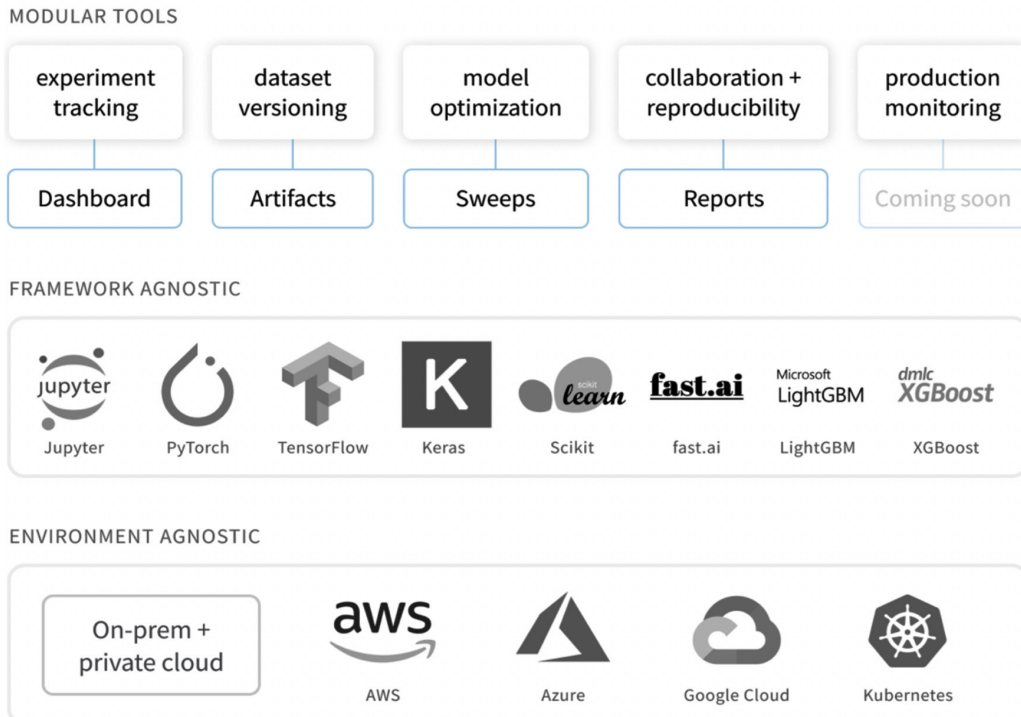 MODULAR TOOLS
experiment
tracking
dataset
versioning
model
optimization
collaboration +
reproducibility
production
monitoring
Dashboard
Artifacts
Sweeps
Reports
Coming soon
FRAMEWORK AGNOSTIC
jupyter
K
scikit
learn
fast.ai
Microsoft
LightGBM
dmlc
XGBoost
Jupyter
PyTorch
TensorFlow
Keras
Scikit
fast.ai
LightGBM
XGBoost
ENVIRONMENT AGNOSTIC
On-prem +
private cloud
aws
AWS
Azure
Google Cloud
Kubernetes